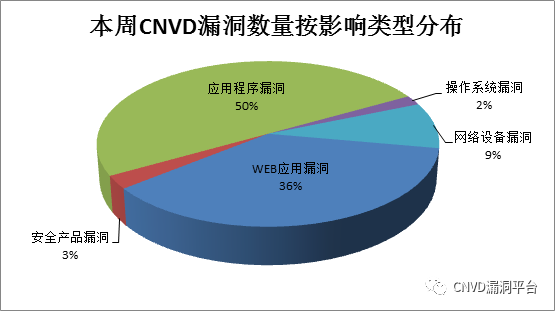 本周CNVD漏洞数量按影响类型分布
应用程序漏洞
50%
操作系统漏洞
2%
网络设备漏洞
9%
WEB应用漏洞
36%
安全产品漏洞
3%
CNVD漏洞平台